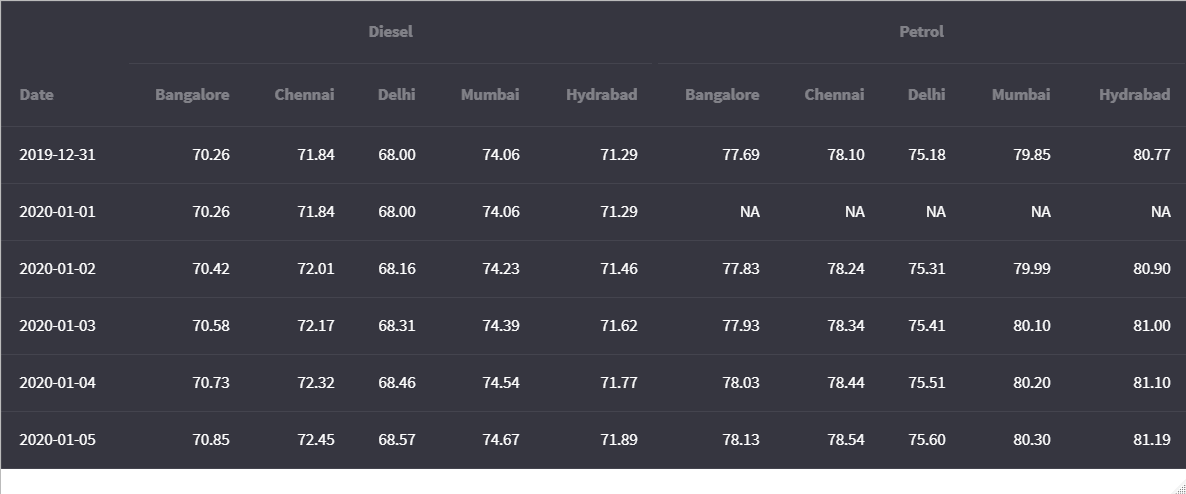 Diesel Petrol
Date Bangalore Chennai Delhi Mumbai Hydrabad Bangalore Chennai Delhi Mumbai Hydrabad
2019-12-31 70.26 71.84 68.00 74.06 71.29 77.69 78.10 75.18 79.85 80.77
2020-01-01 70.26 71.84 68.00 74.06 71.29 NA NA NA NA NA
2020-01-02 70.42 72.01 68.16 74.23 71.46 77.83 78.24 75.31 79.99 80.90
2020-01-03 70.58 72.17 68.31 74.39 71.62 77.93 78.34 75.41 80.10 81.00
2020-01-04 70.73 72.32 68.46 74.54 71.77 78.03 78.44 75.51 80.20 81.10
2020-01-05 70.85 72.45 68.57 74.67 71.89 78.13 78.54 75.60 80.30 81.19